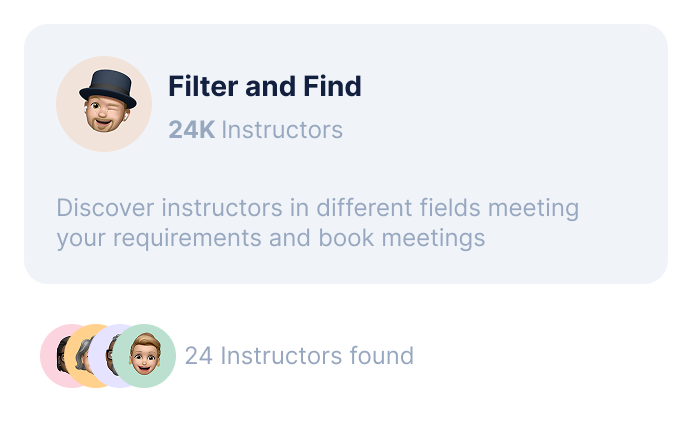 Filter and Find
24K Instructors
Discover instructors in different fields meeting
your requirements and book meetings
24 Instructors found